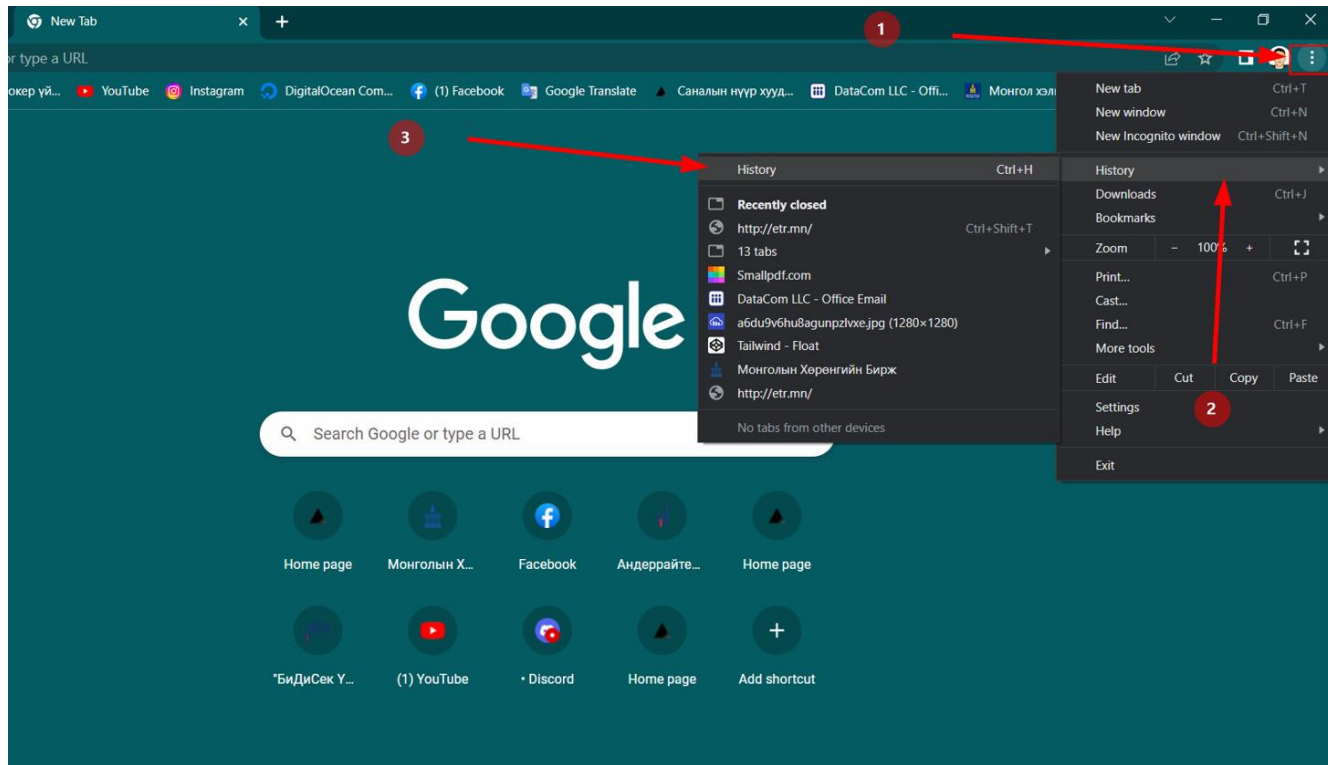 New Tab
1
or type a URL
окер үй... YouTube Instagram DigitalOcean Com... (1) Facebook Google Translate Саналын нүүр хууд... DataCom LLC - Offi... Монгол хэл
New tab Ctrl+T
New window Ctrl+N
New Incognito window Ctrl+Shift+N
History
Downloads Ctrl+J
Bookmarks
Zoom - 100% +
Print... Ctrl+P
Cast...
Find... Ctrl+F
More tools
Edit Cut Copy Paste
Settings
2
Help
Exit
3
History Ctrl+H
Recently closed
http://etr.mn/ Ctrl+Shift+T
13 tabs
Smallpdf.com
DataCom LLC - Office Email
a6du9v6hu8agunpzlvxe.jpg (1280×1280)
Tailwind - Float
Монголын Хөрөнгийн Бирж
http://etr.mn/
No tabs from other devices
Google
Search Google or type a URL
Home page Монголын Х... Facebook Андеррайте... Home page
"БиДиСек Ү... (1) YouTube • Discord Home page Add shortcut